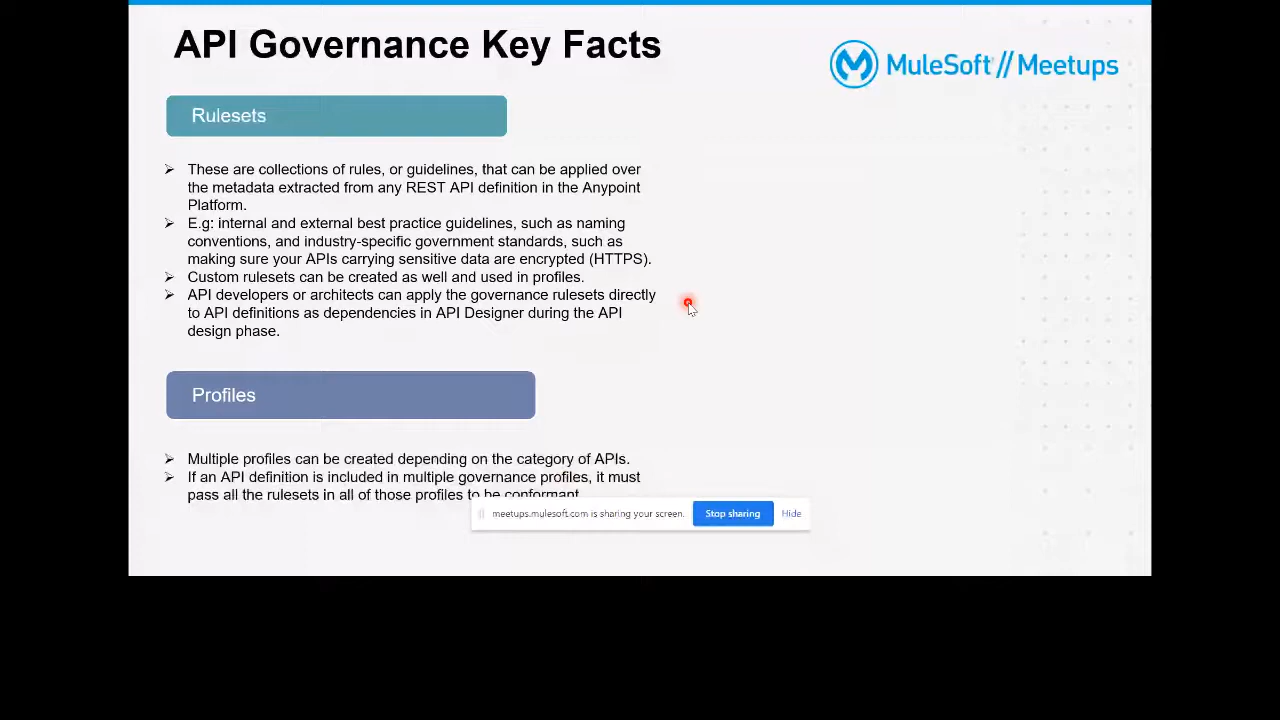 API Governance Key Facts
MuleSoft // Meetups
Rulesets
➢ These are collections of rules, or guidelines, that can be applied over
the metadata extracted from any REST API definition in the Anypoint
Platform.
➢ E.g: internal and external best practice guidelines, such as naming
conventions, and industry-specific government standards, such as
making sure your APIs carrying sensitive data are encrypted (HTTPS).
➢ Custom rulesets can be created as well and used in profiles.
➢ API developers or architects can apply the governance rulesets directly
to API definitions as dependencies in API Designer during the API
design phase.
Profiles
➢ Multiple profiles can be created depending on the category of APIs.
➢ If an API definition is included in multiple governance profiles, it must
pass all the rulesets in all of those profiles to be conformant.
meetups.mulesoft.com is sharing your screen.
Stop sharing
Hide